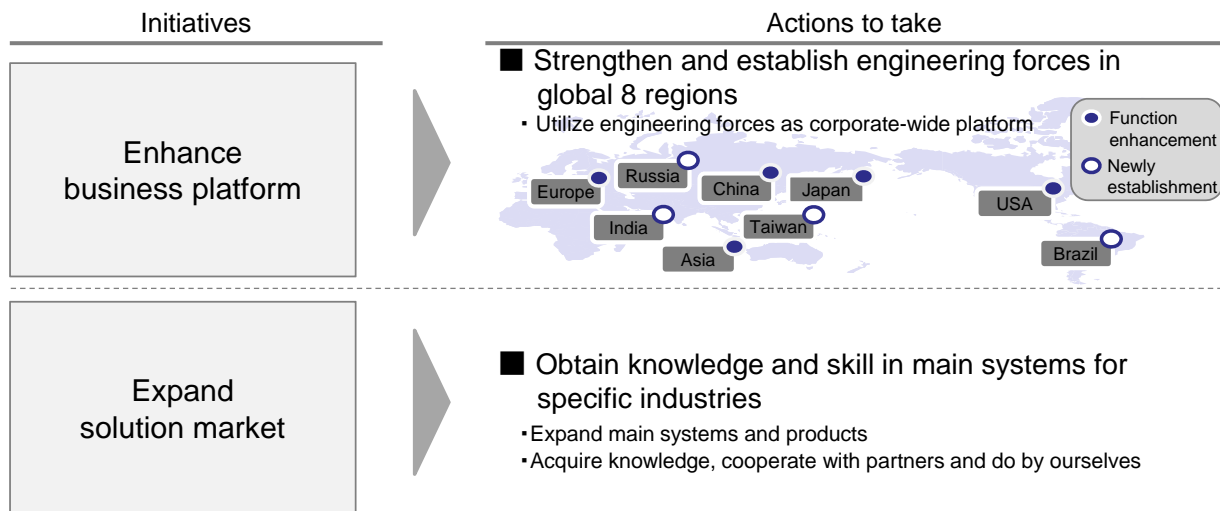 Initiatives
Actions to take
Enhance
business platform
■ Strengthen and establish engineering forces in
global 8 regions
・Utilize engineering forces as corporate-wide platform
Function
enhancement
Newly
establishment
Russia
Europe
China
Japan
USA
India
Taiwan
Asia
Brazil
Expand
solution market
■ Obtain knowledge and skill in main systems for
specific industries
・Expand main systems and products
・Acquire knowledge, cooperate with partners and do by ourselves